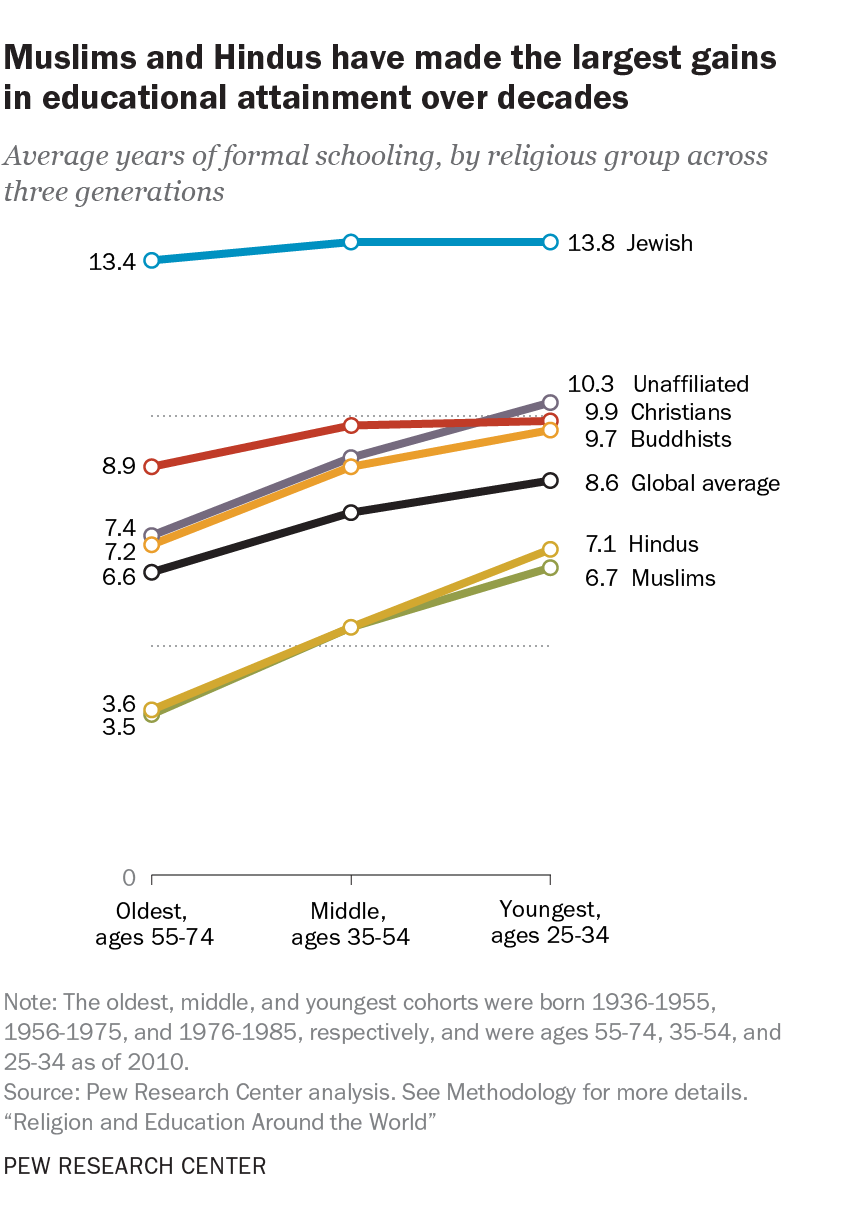 Muslims and Hindus have made the largest gains
in educational attainment over decades
Average years of formal schooling, by religious group across
three generations
13.4
13.8 Jewish
10.3 Unaffiliated
9.9 Christians
9.7 Buddhists
8.9
8.6 Global average
7.4
7.2
6.6
7.1 Hindus
6.7 Muslims
3.6
3.5
0
Oldest,
ages 55-74
Middle,
ages 35-54
Youngest,
ages 25-34
Note: The oldest, middle, and youngest cohorts were born 1936-1955,
1956-1975, and 1976-1985, respectively, and were ages 55-74, 35-54, and
25-34 as of 2010.
Source: Pew Research Center analysis. See Methodology for more details.
“Religion and Education Around the World”
PEW RESEARCH CENTER